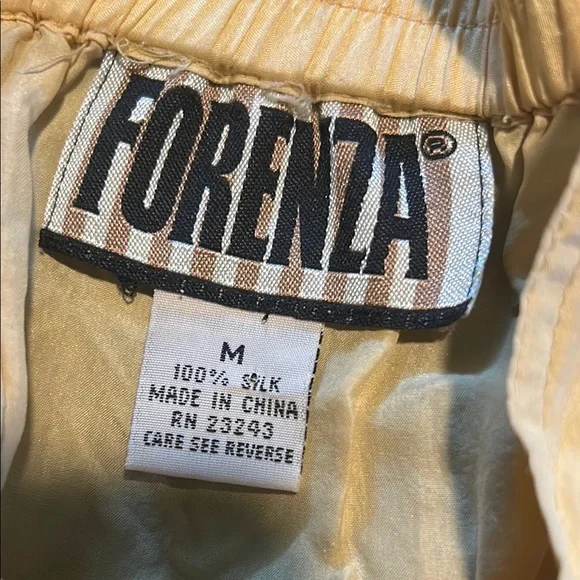 FORENZA®
M
100% SILK
MADE IN CHINA
RN 23243
CARE SEE REVERSE